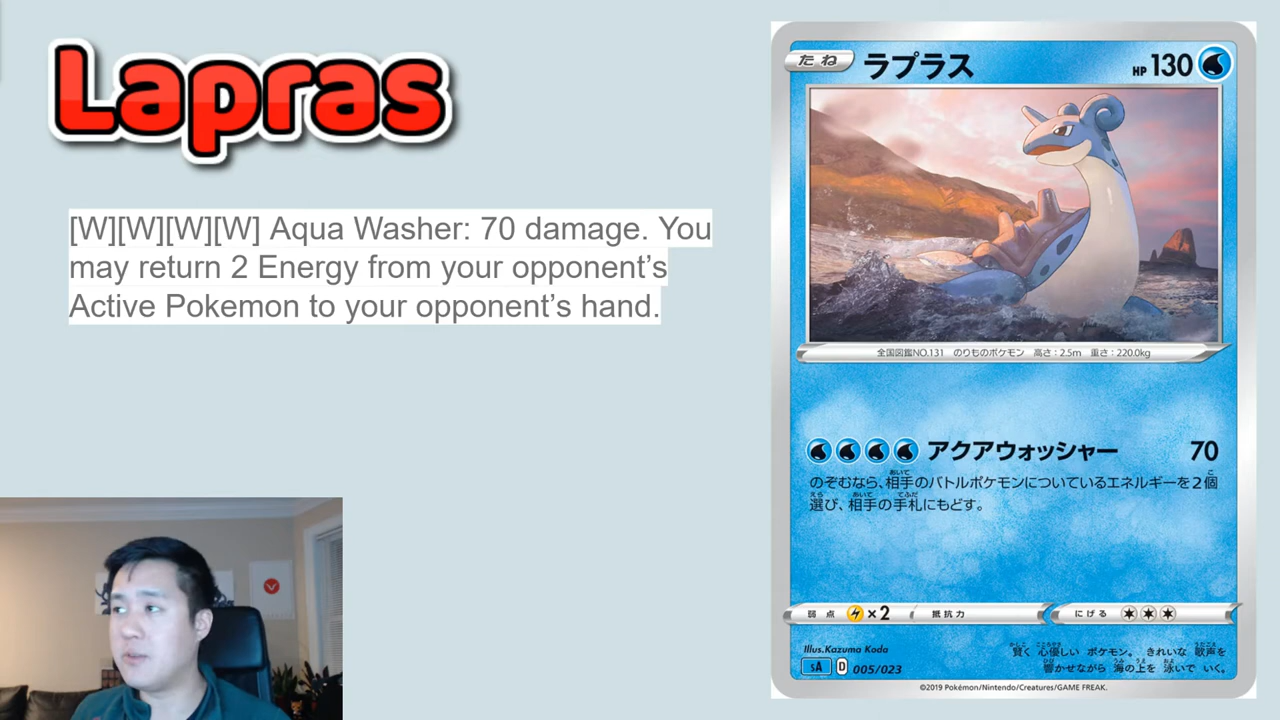 Lapras
[W][W][W][W] Aqua Washer: 70 damage. You
may return 2 Energy from your opponent’s
Active Pokemon to your opponent’s hand.
たね ラプラス HP 130
全国図鑑NO.131 のりものポケモン 高さ:2.5m 重さ:220.0kg
アクアウォッシャー 70
のぞむなら、相手のバトルポケモンについているエネルギーを2個
選び、相手の手札にもどす。
弱点 ×2 抵抗力 にげる
Illus.Kazuma Koda
sA D 005/023
賢く 心優しい ポケモン。 きれいな 歌声を
響かせながら 海の上を 泳いで いく。
©2019 Pokémon/Nintendo/Creatures/GAME FREAK.